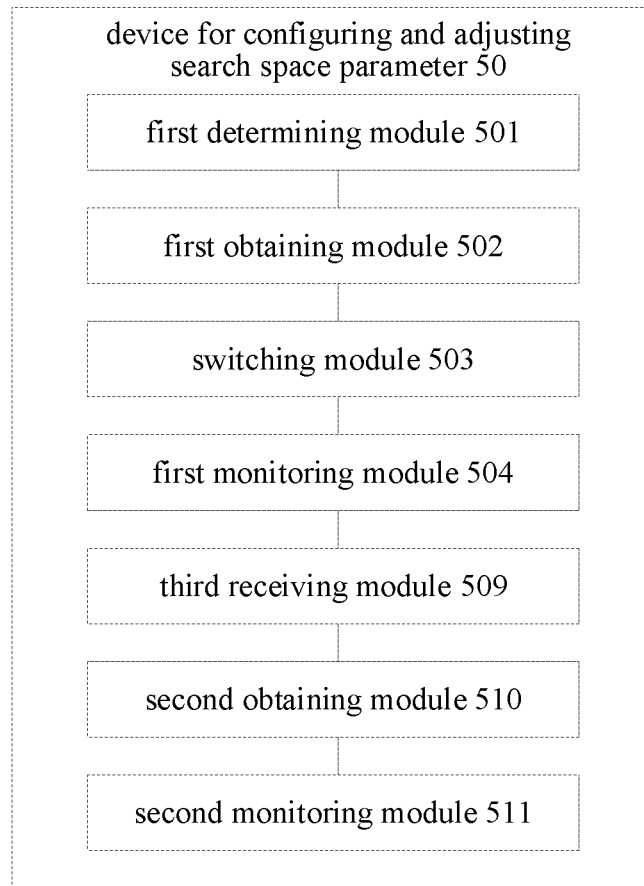 device for configuring and adjusting
search space parameter 50
first determining module 501
first obtaining module 502
switching module 503
first monitoring module 504
third receiving module 509
second obtaining module 510
second monitoring module 511